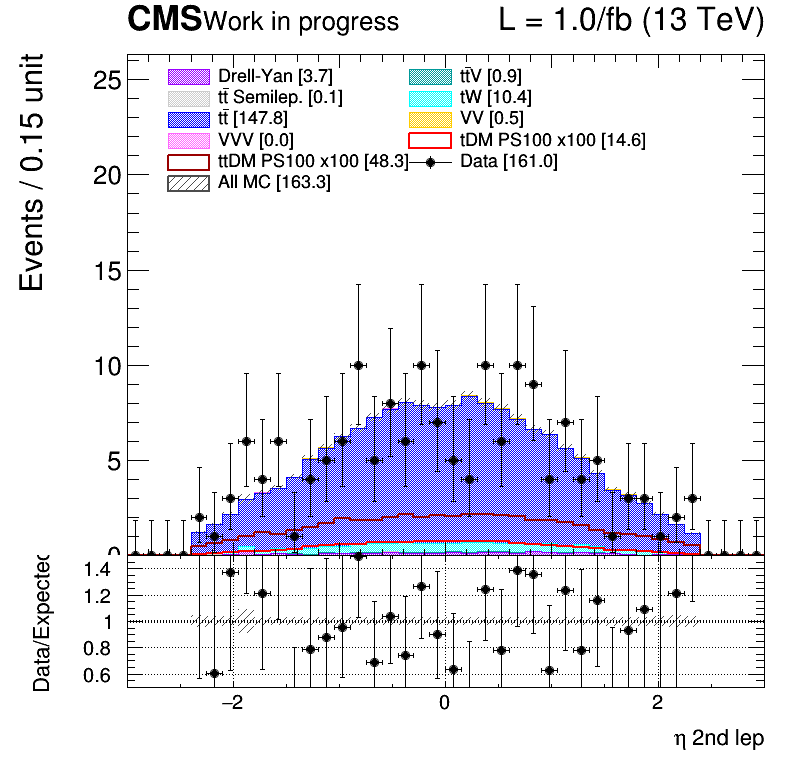 CMS Work in progress L = 1.0/fb (13 TeV)
Events / 0.15 unit
25
20
15
10
5
0
Drell-Yan [3.7] tt̄V [0.9]
tt̄ Semilep. [0.1] tW [10.4]
tt̄ [147.8] VV [0.5]
VVV [0.0] tDM PS100 x100 [14.6]
ttDM PS100 x100 [48.3] Data [161.0]
All MC [163.3]
Data/Expected
1.4
1.2
1
0.8
0.6
−2 0 2
η 2nd lep